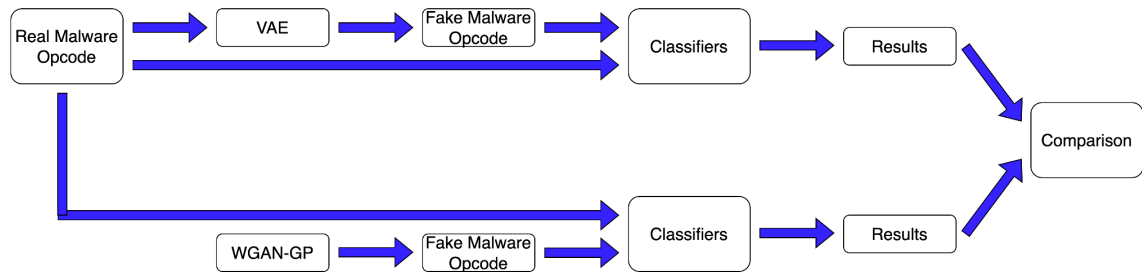 Real Malware
Opcode
VAE
Fake Malware
Opcode
Classifiers
Results
Comparison
WGAN-GP
Fake Malware
Opcode
Classifiers
Results